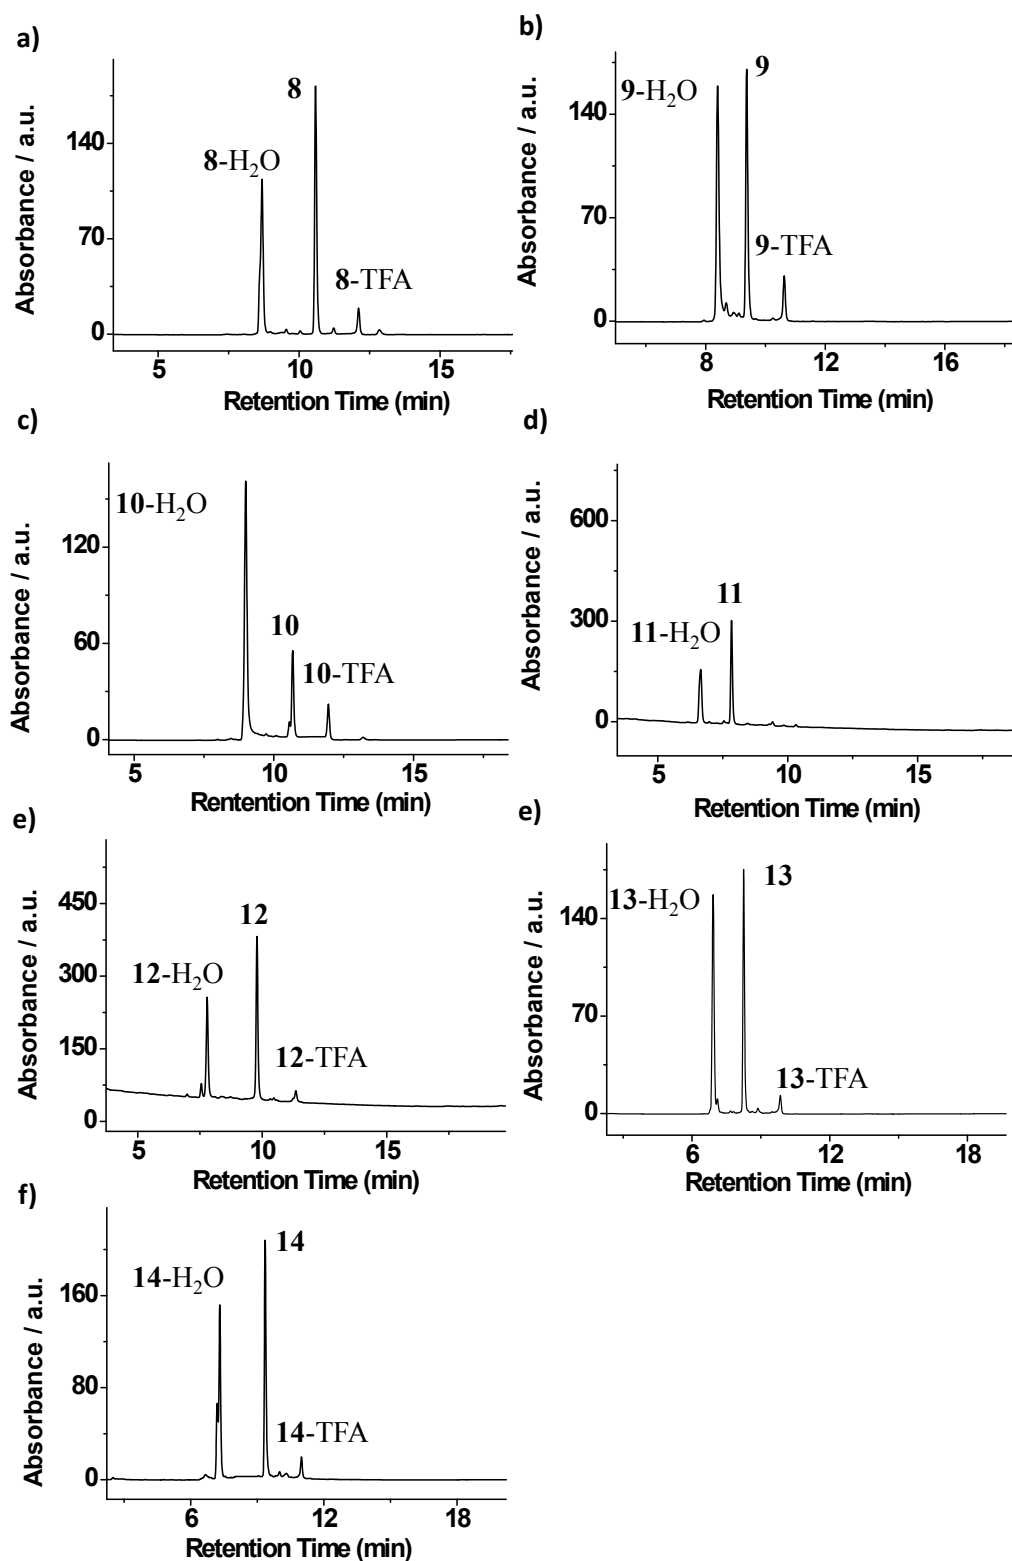 a)
Absorbance / a.u.
140
70
0
8-H₂O
8
8-TFA
5
10
15
Retention Time (min)
b)
Absorbance / a.u.
140
70
0
9-H₂O
9
9-TFA
8
12
16
Retention Time (min)
c)
Absorbance / a.u.
120
60
0
10-H₂O
10
10-TFA
5
10
15
Rentention Time (min)
d)
Absorbance / a.u.
600
300
0
11-H₂O
11
5
10
15
Retention Time (min)
e)
Absorbance / a.u.
450
300
150
0
12-H₂O
12
12-TFA
5
10
15
Retention Time (min)
e)
Absorbance / a.u.
140
70
0
13-H₂O
13
13-TFA
6
12
18
Retention Time (min)
f)
Absorbance / a.u.
160
80
0
14-H₂O
14
14-TFA
6
12
18
Retention Time (min)